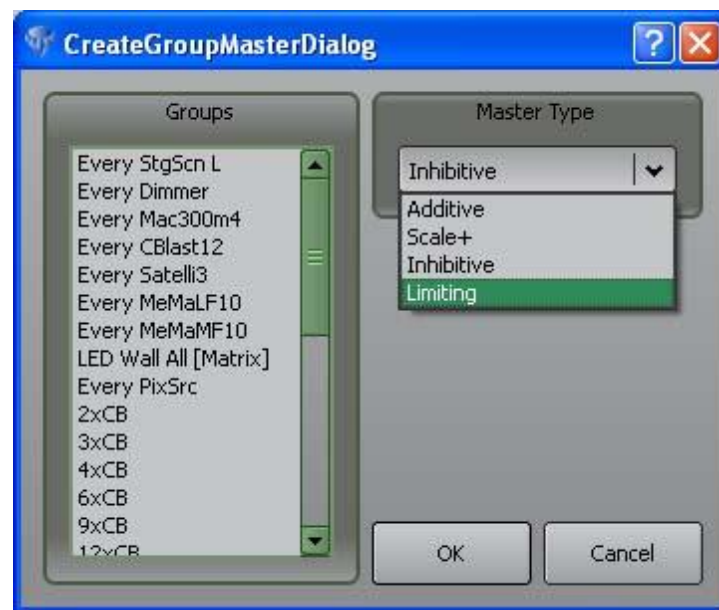 CreateGroupMasterDialog
Groups
Every StgScn L
Every Dimmer
Every Mac300m4
Every CBlast12
Every Satelli3
Every MeMaLF10
Every MeMaMF10
LED Wall All [Matrix]
Every PixSrc
2xCB
3xCB
4xCB
6xCB
9xCB
12xCB
Master Type
Inhibitive
Additive
Scale+
Inhibitive
Limiting
OK
Cancel